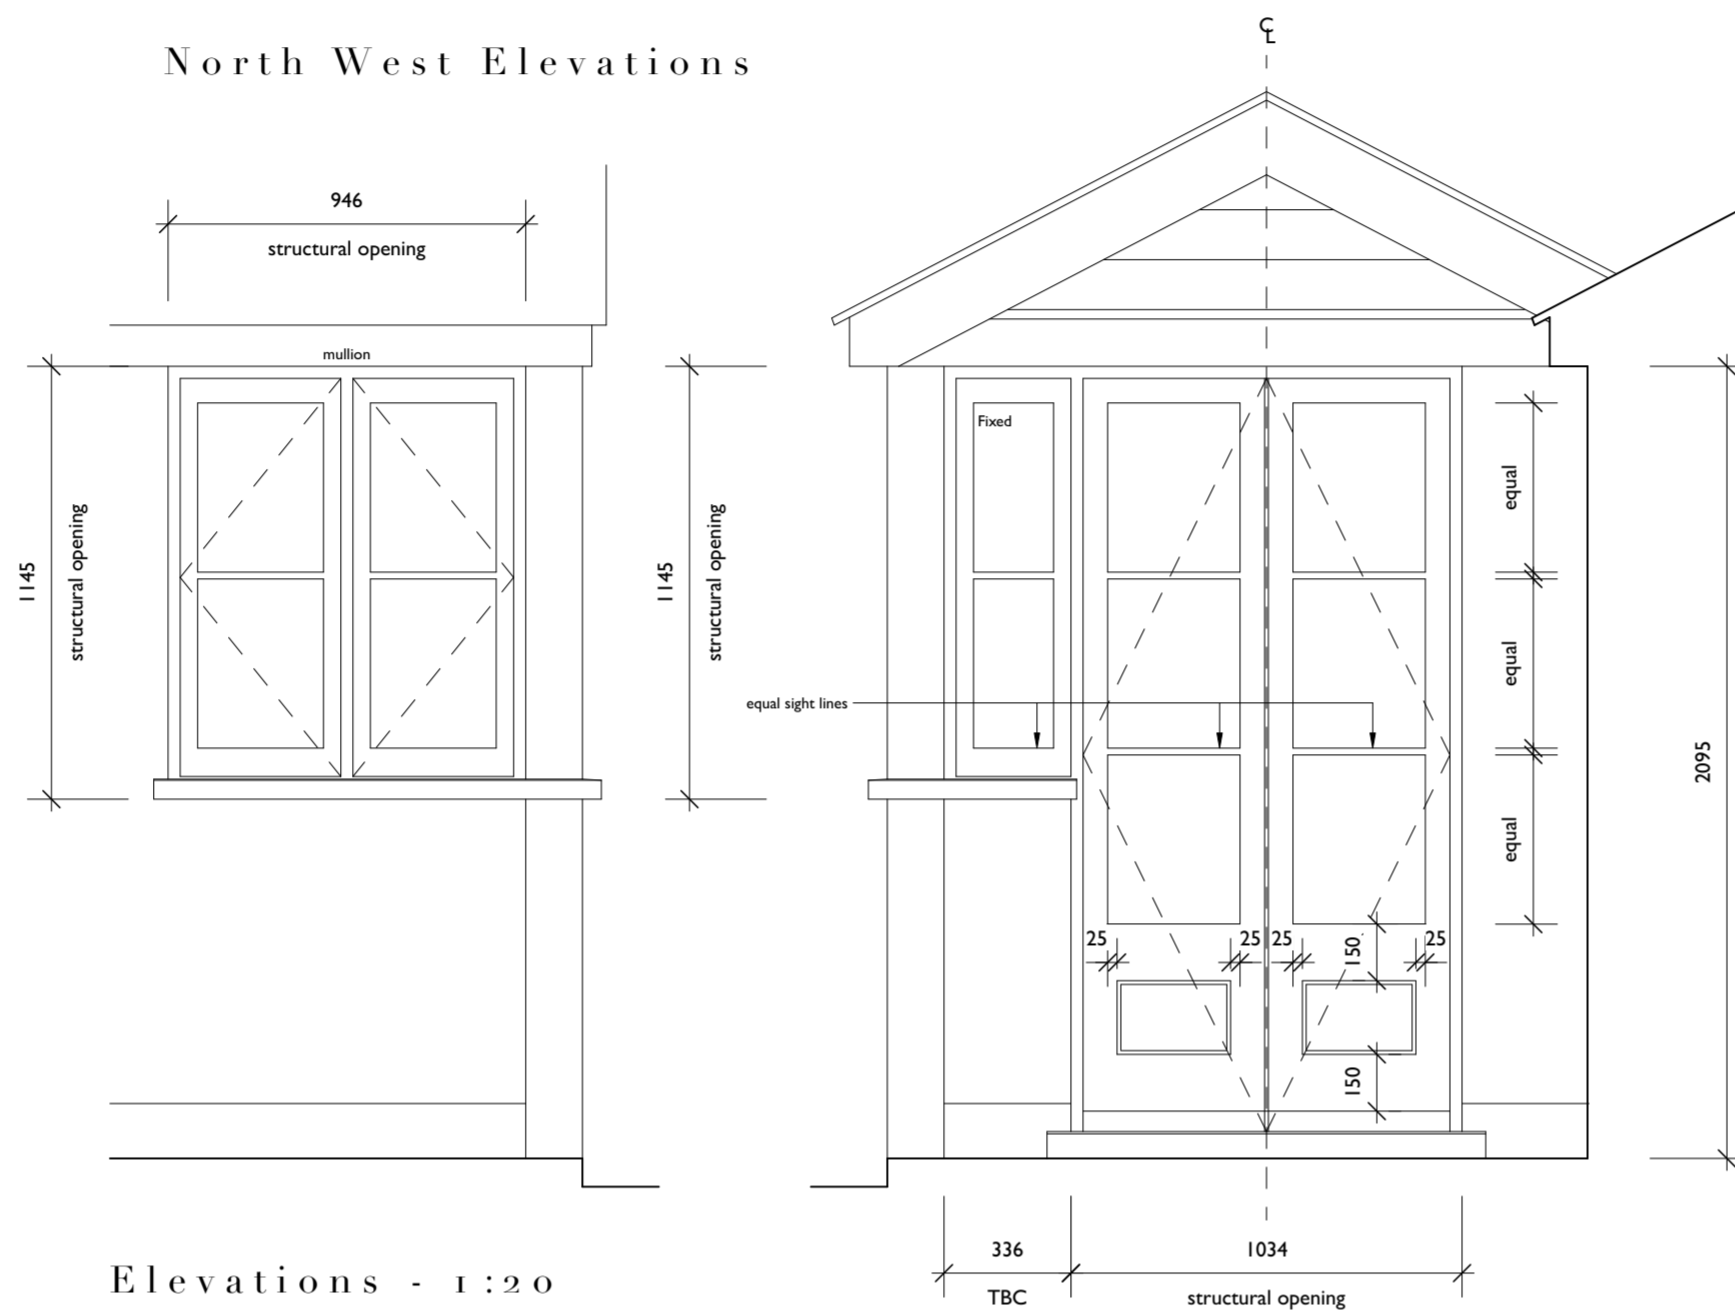 North West Elevations
℄
946
structural opening
mullion
1145
structural opening
1145
structural opening
Fixed
equal sight lines
equal
equal
equal
25
25
25
150
25
150
2095
336
TBC
1034
structural opening
Elevations - 1:20